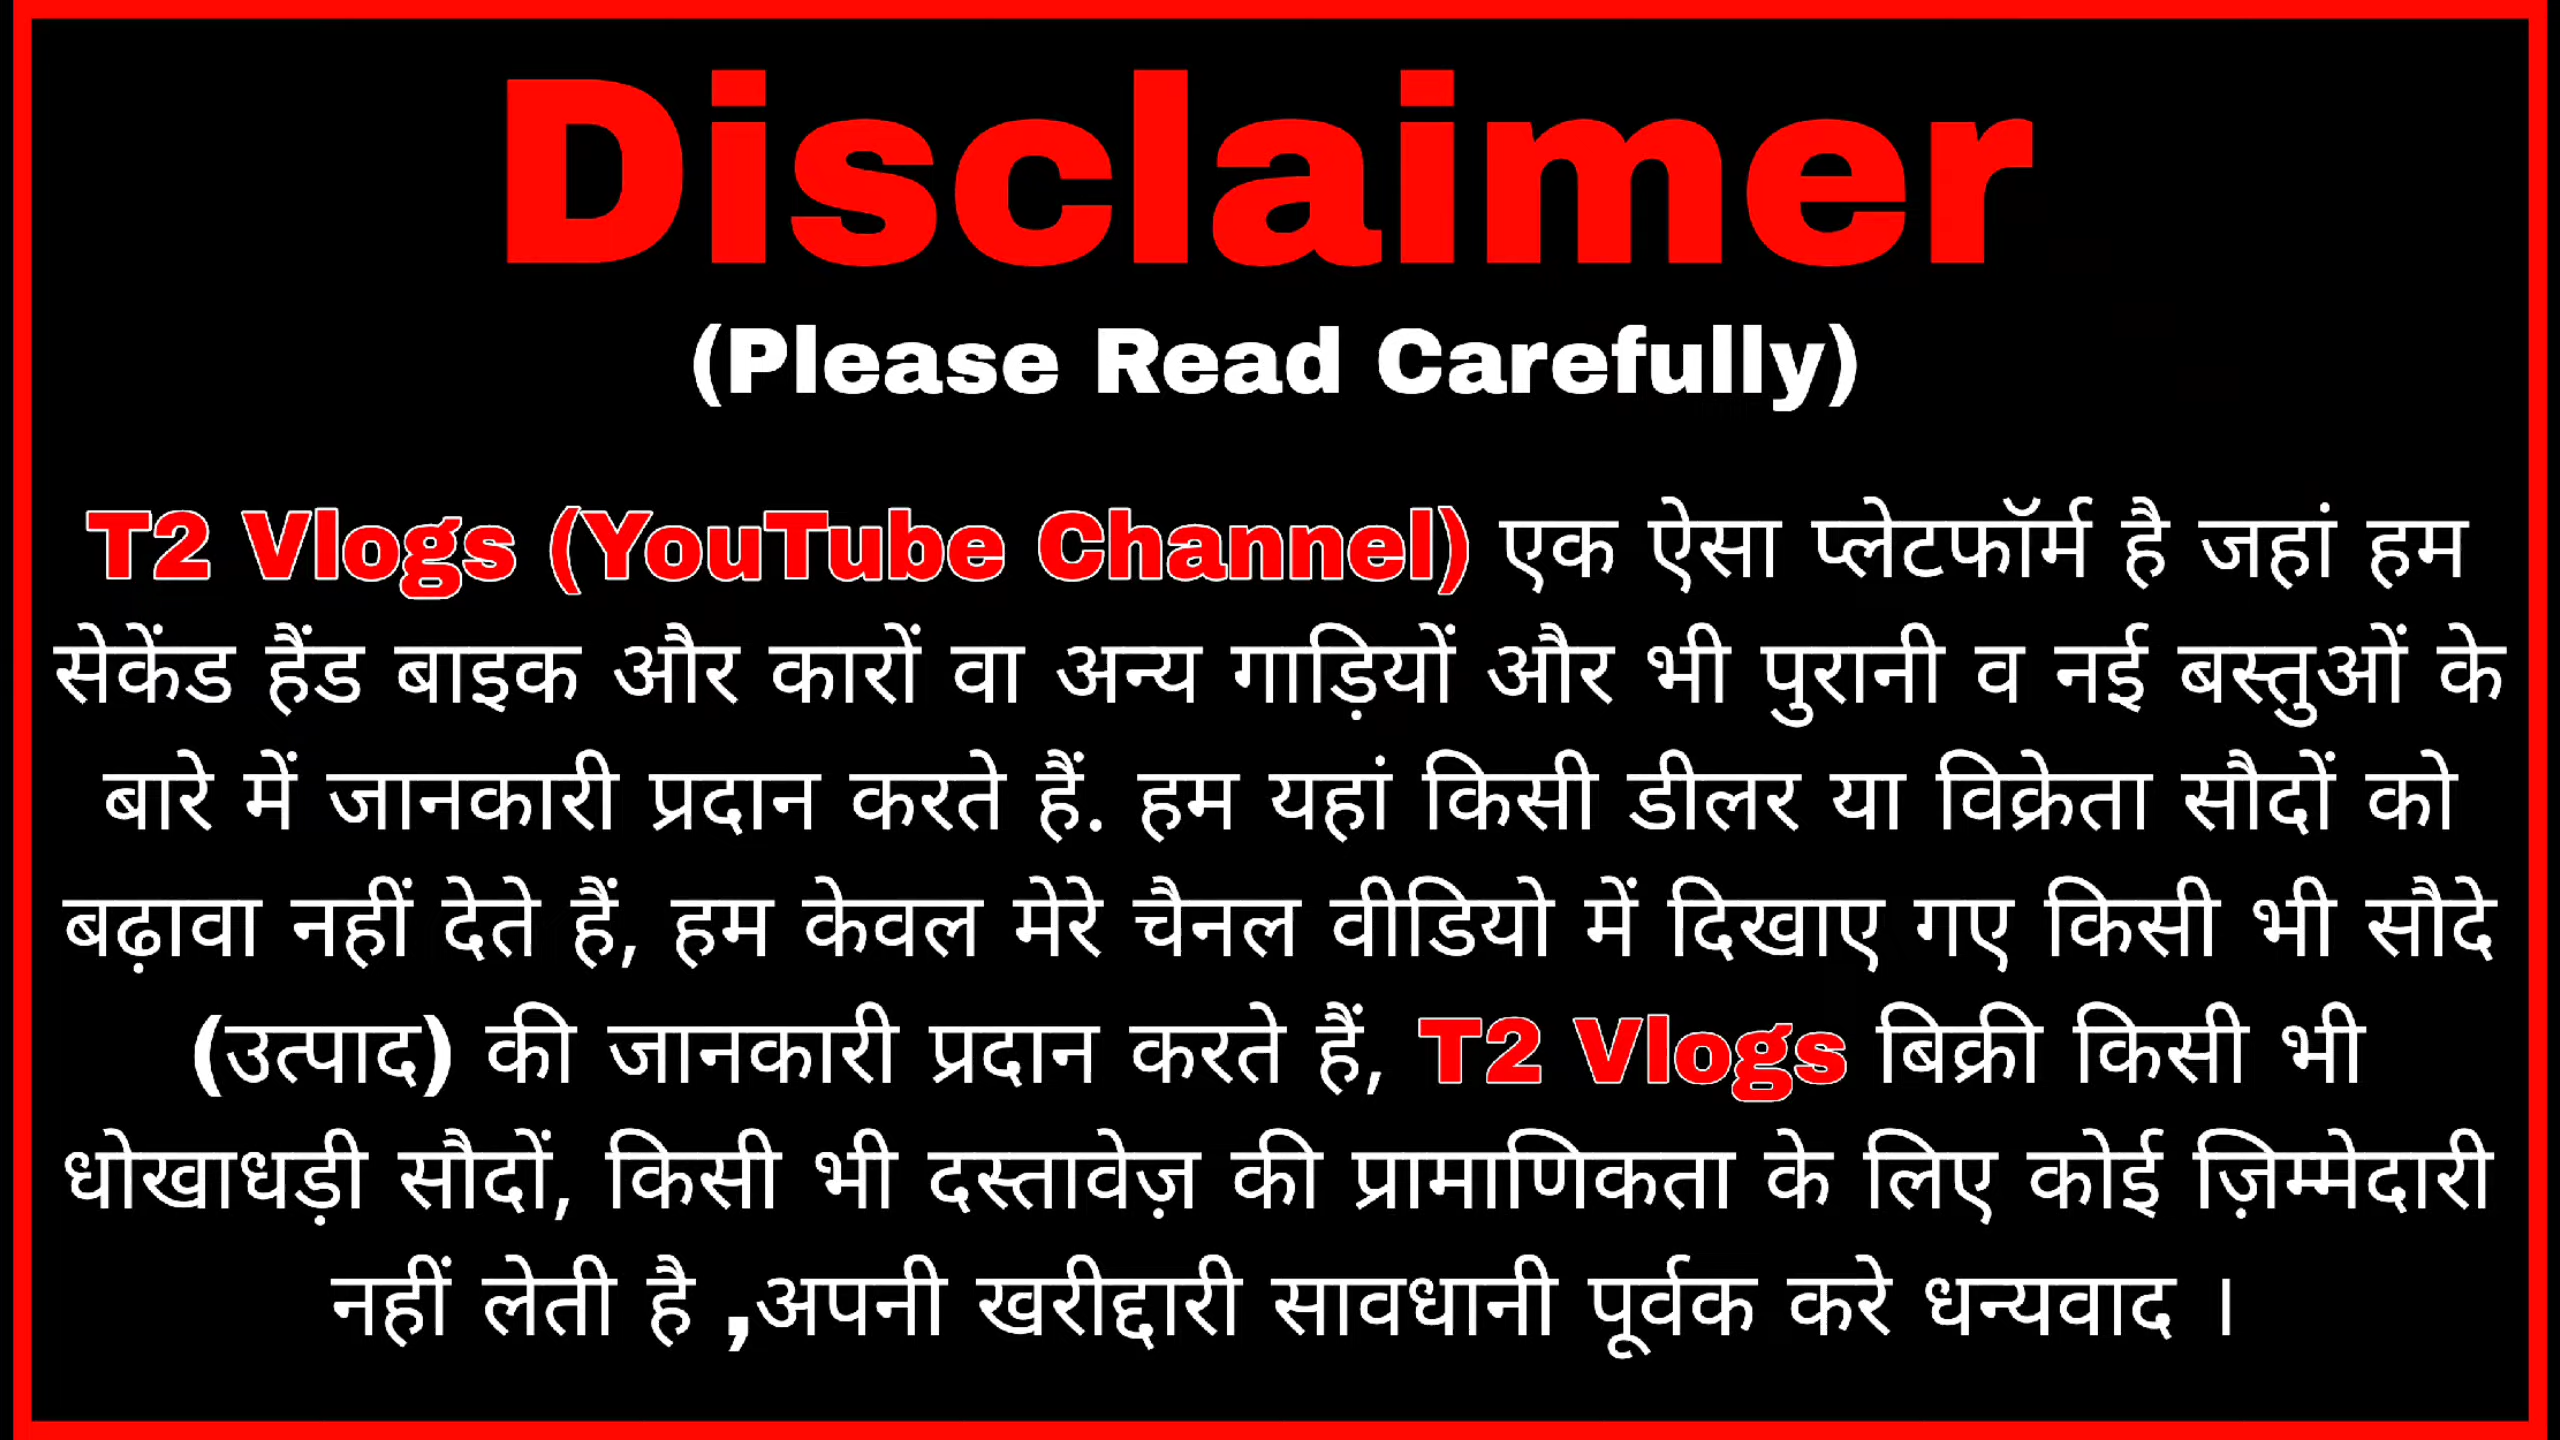 Disclaimer
(Please Read Carefully)
T2 Vlogs (YouTube Channel) एक ऐसा प्लेटफॉर्म है जहां हम
सेकेंड हैंड बाइक और कारों वा अन्य गाड़ियों और भी पुरानी व नई बस्तुओं के
बारे में जानकारी प्रदान करते हैं. हम यहां किसी डीलर या विक्रेता सौदों को
बढ़ावा नहीं देते हैं, हम केवल मेरे चैनल वीडियो में दिखाए गए किसी भी सौदे
(उत्पाद) की जानकारी प्रदान करते हैं, T2 Vlogs बिक्री किसी भी
धोखाधड़ी सौदों, किसी भी दस्तावेज़ की प्रामाणिकता के लिए कोई ज़िम्मेदारी
नहीं लेती है ,अपनी खरीद्दारी सावधानी पूर्वक करे धन्यवाद ।